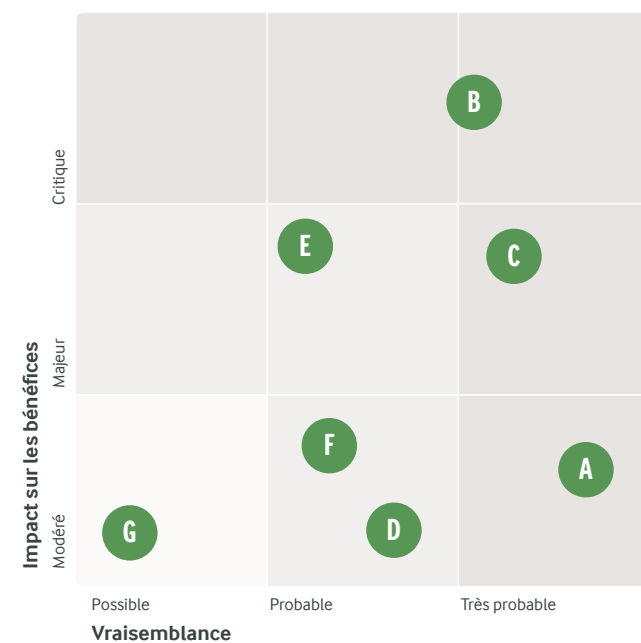 B
Critique
E
C
Majeur
F
A
G
D
Modéré
Impact sur les bénéfices
Possible
Probable
Très probable
Vraisemblance